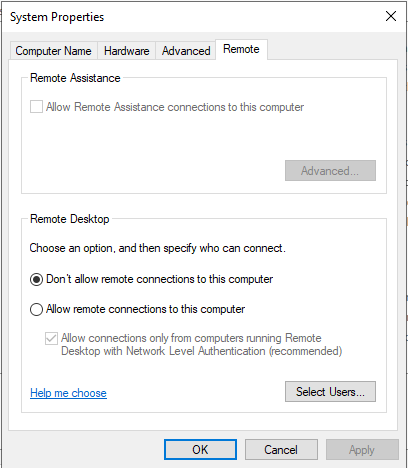 System Properties
Computer Name Hardware Advanced Remote
Remote Assistance
Allow Remote Assistance connections to this computer
Advanced...
Remote Desktop
Choose an option, and then specify who can connect.
Don't allow remote connections to this computer
Allow remote connections to this computer
Allow connections only from computers running Remote
Desktop with Network Level Authentication (recommended)
Help me choose
Select Users...
OK Cancel Apply